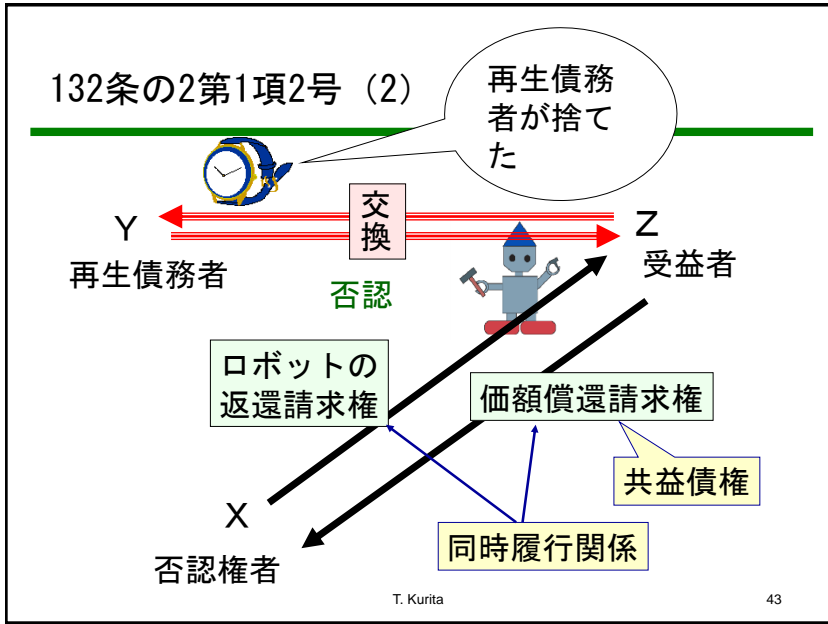 132条の2第1項2号（2）
再生債務
者が捨て
た
交
換
Y
再生債務者
Z
受益者
否認
ロボットの
返還請求権
価額償還請求権
共益債権
X
否認権者
同時履行関係
T. Kurita
43